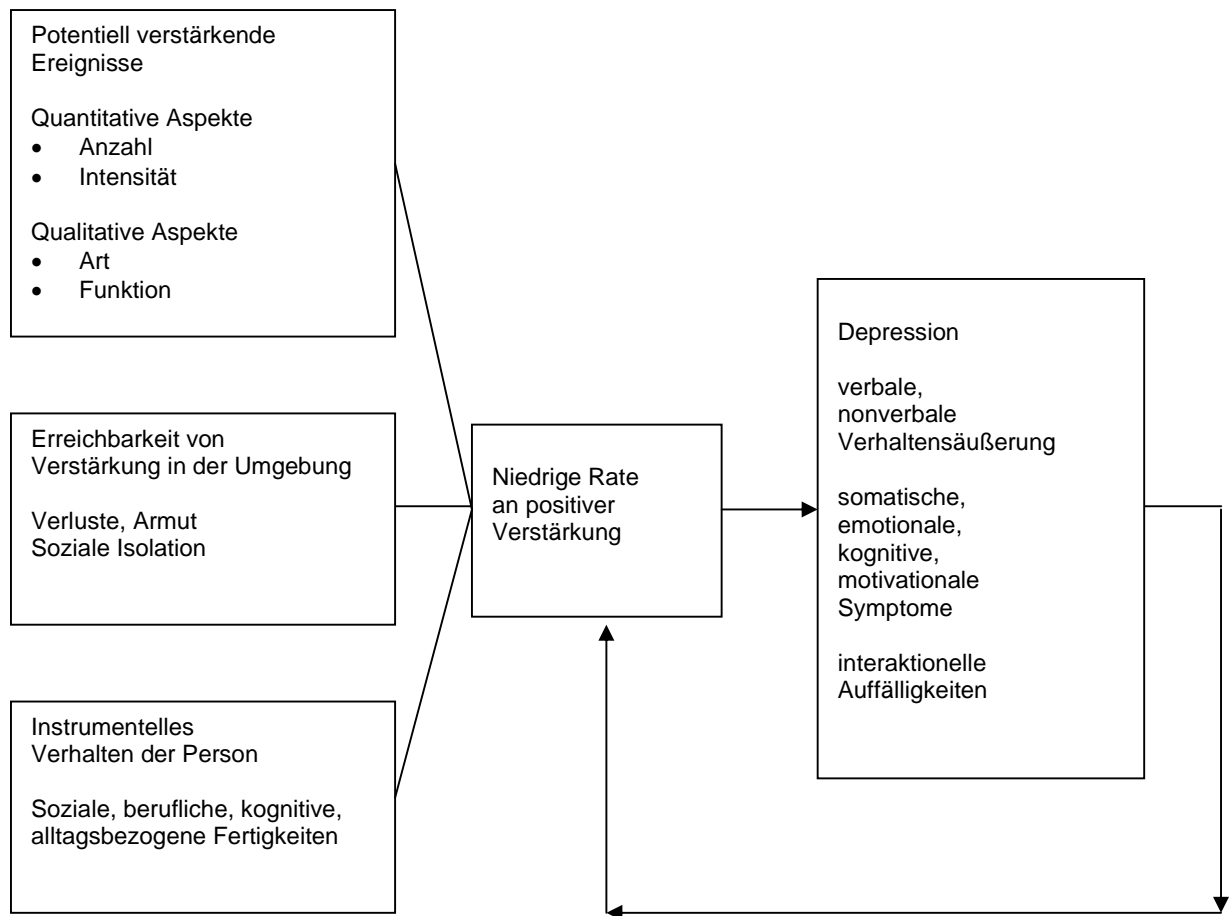 Potentiell verstärkende
Ereignisse
Quantitative Aspekte
• Anzahl
• Intensität
Qualitative Aspekte
• Art
• Funktion
Erreichbarkeit von
Verstärkung in der Umgebung
Verluste, Armut
Soziale Isolation
Instrumentelles
Verhalten der Person
Soziale, berufliche, kognitive,
alltagsbezogene Fertigkeiten
Niedrige Rate
an positiver
Verstärkung
Depression
verbale,
nonverbale
Verhaltensäußerung
somatische,
emotionale,
kognitive,
motivationale
Symptome
interaktionelle
Auffälligkeiten